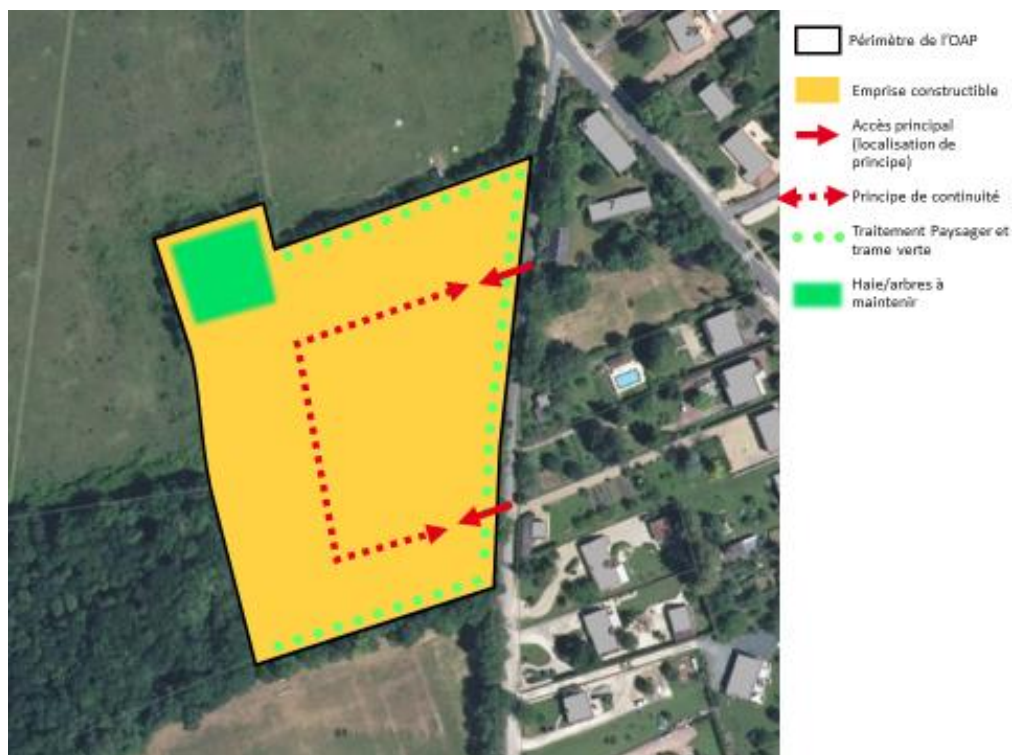 Périmètre de l'OAP
Emprise constructible
Accès principal
(localisation de
principe)
Principe de continuité
Traitement Paysager et
trame verte
Haie/arbres à
maintenir